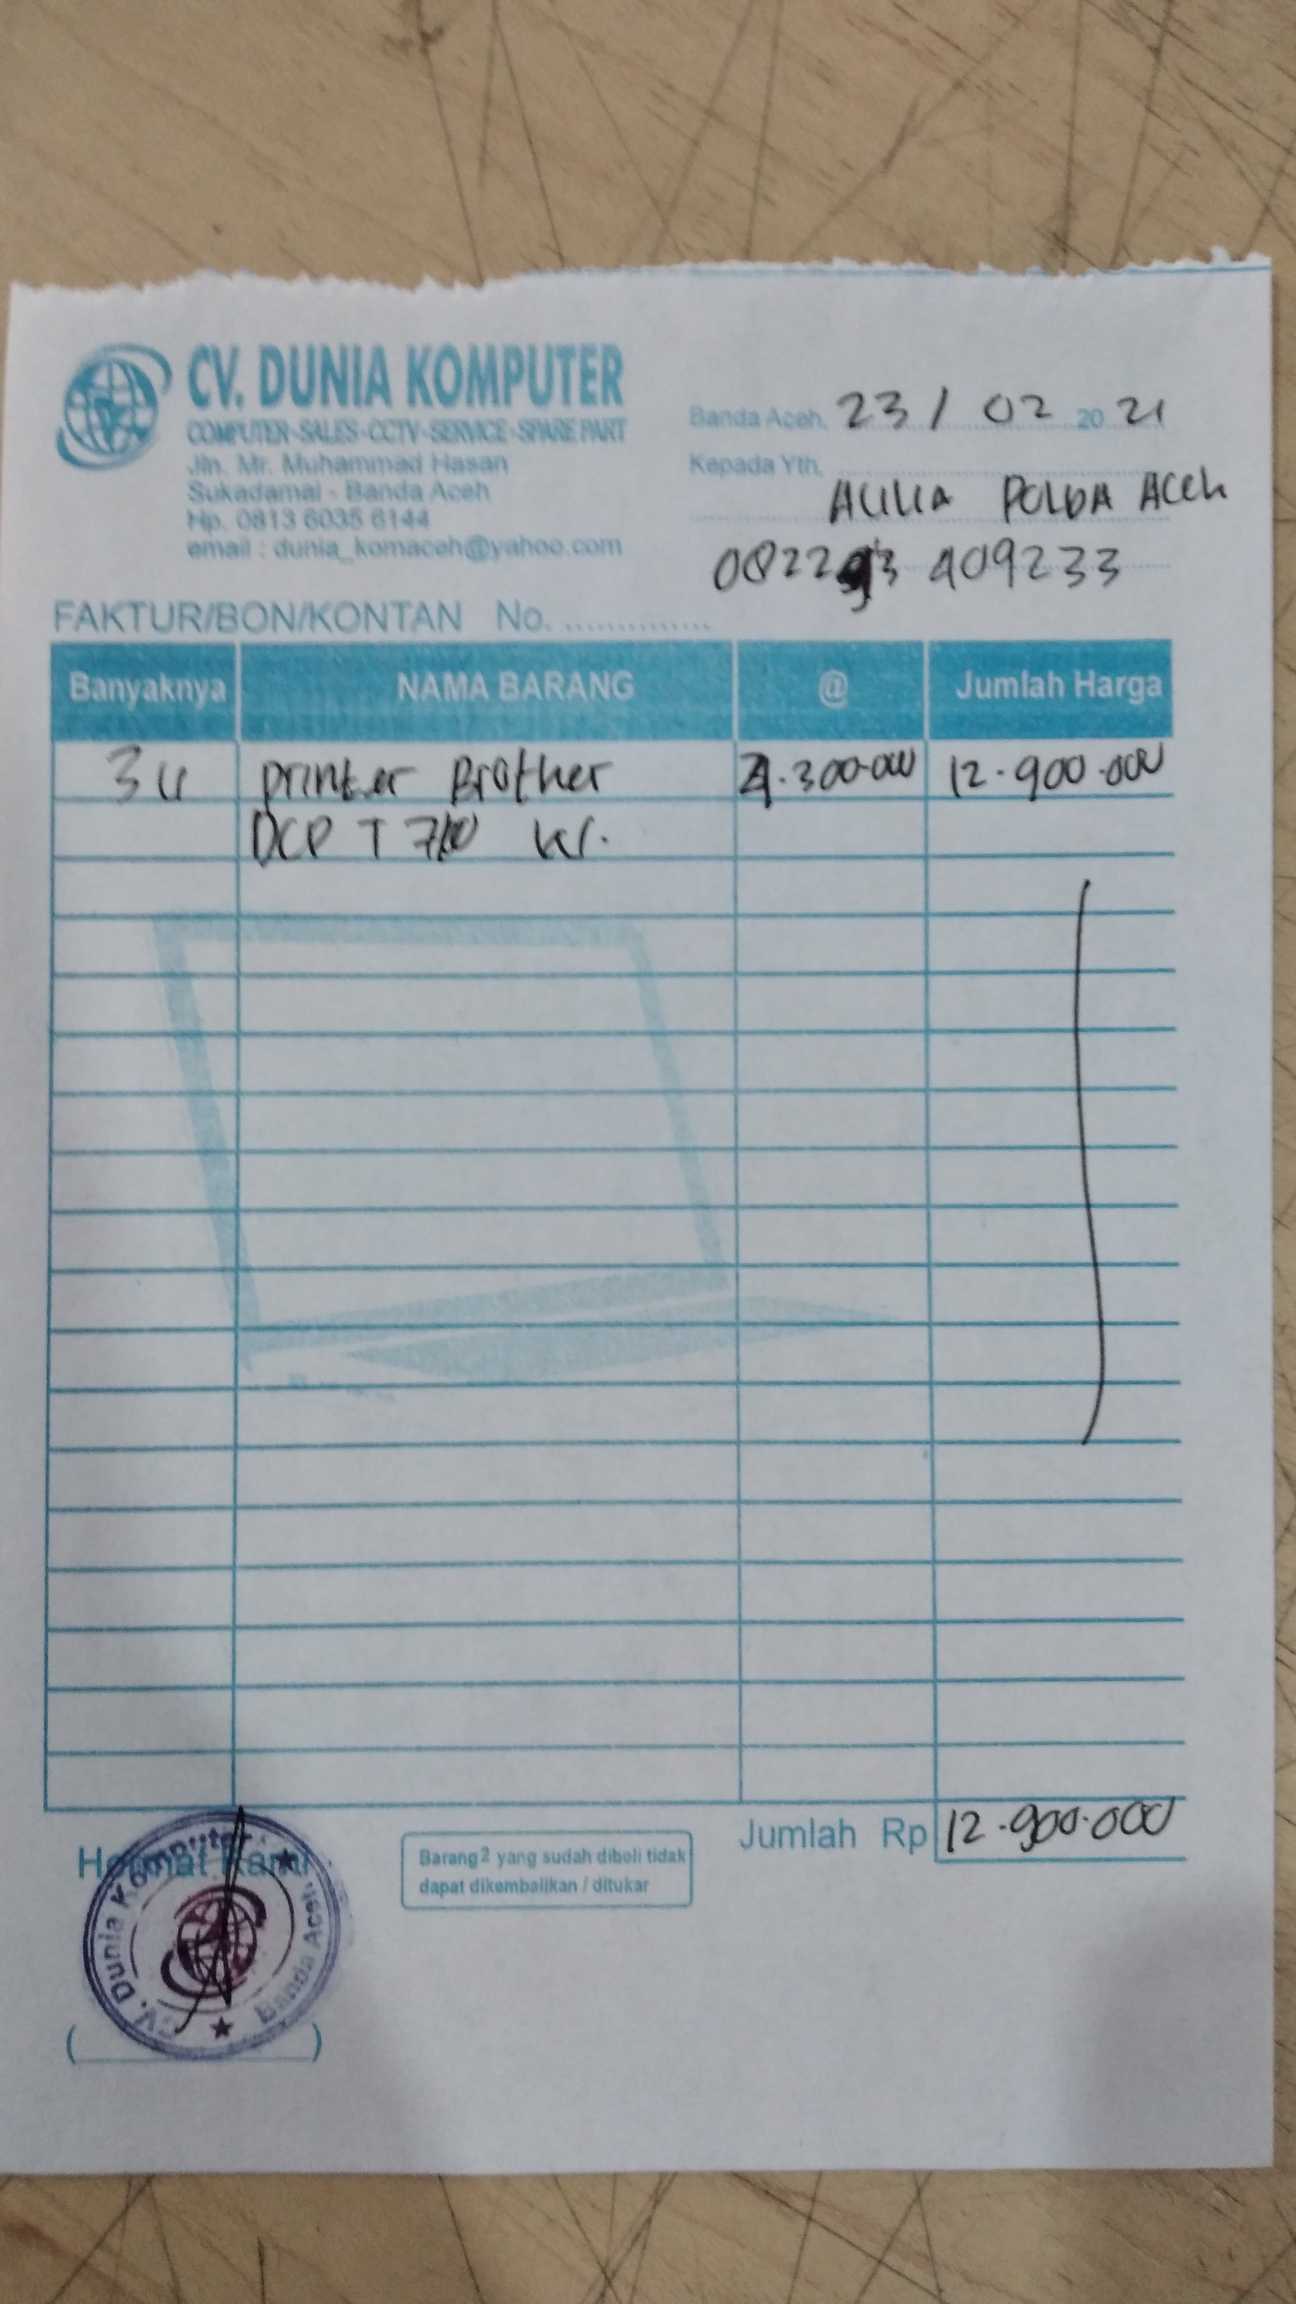 CV. DUNIA KOMPUTER
COMPUTER-SALES-CCTV-SERVICE-SPARE PART
Jln. Mr. Muhammad Hasan
Sukadamai - Banda Aceh
Hp. 0813 6035 6144
email : dunia_komaceh@yahoo.com
Banda Aceh, 23 / 02 20 21
Kepada Yth.
POLDA Aceh
409233
FAKTUR/BON/KONTAN No. ..............
Banyaknya NAMA BARANG @ Jumlah Harga
3 u printer Brother 4.300.000 12.900.000
DCP T
Jumlah Rp 12.900.000
Hormat Kami
Barang2 yang sudah dibeli tidak
dapat dikembalikan / ditukar
CV. Dunia Komputer
Banda Aceh